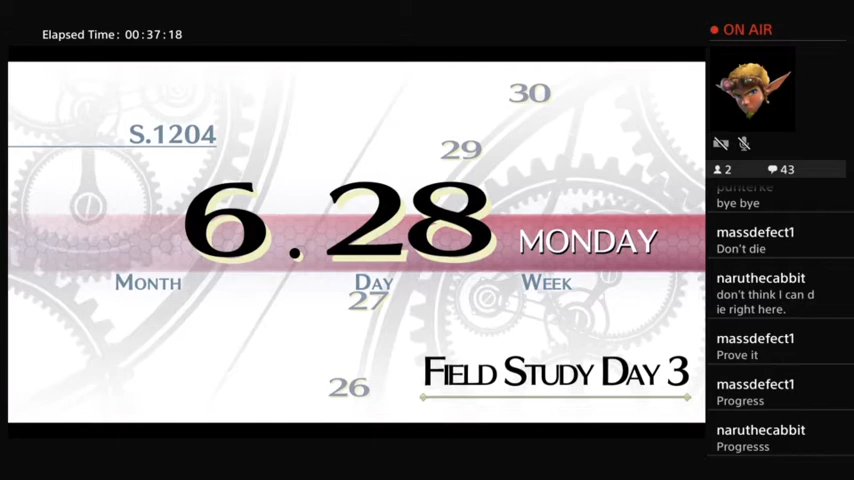 Elapsed Time: 00:37:18
ON AIR
S.1204
30
29
6.28 MONDAY
MONTH DAY WEEK
27
26
FIELD STUDY DAY 3
2 43
punterke
bye bye
massdefect1
Don't die
naruthecabbit
don't think I can d
ie right here.
massdefect1
Prove it
massdefect1
Progress
naruthecabbit
Progresss